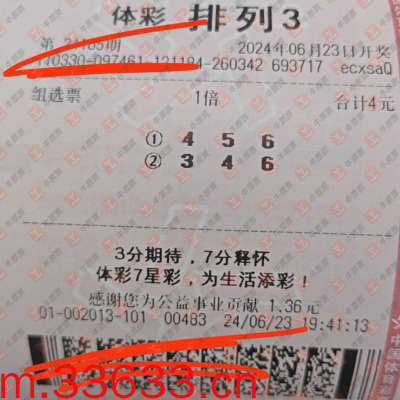 体彩 排列3
第 24165期 2024年06月23日开奖
110330-097461-121184-260342 693717 ecxsaQ
组选票 1倍 合计4元
① 4 5 6
② 3 4 6
3分期待，7分释怀
体彩7星彩，为生活添彩！
感谢您为公益事业贡献 1.36元
01-002013-101 00483 24/06/23 19:41:13
m.33633.cn